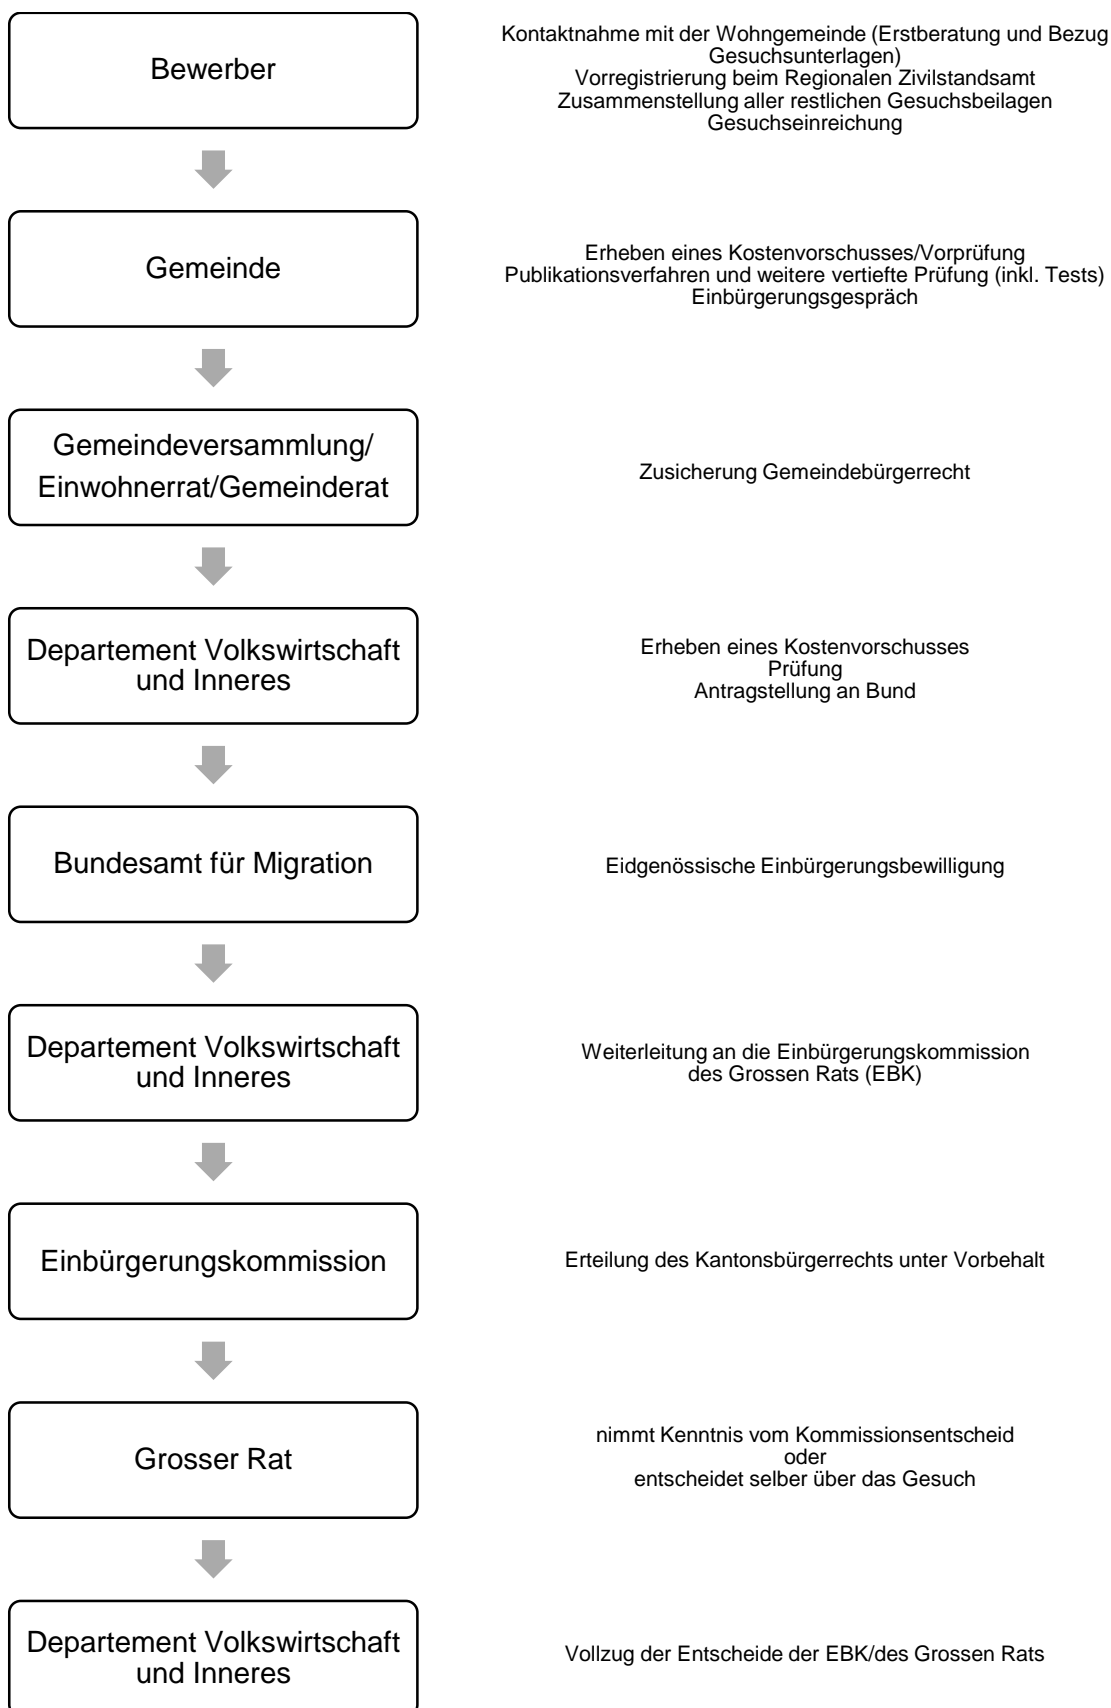 Bewerber
Kontaktnahme mit der Wohngemeinde (Erstberatung und Bezug
Gesuchsunterlagen)
Vorregistrierung beim Regionalen Zivilstandsamt
Zusammenstellung aller restlichen Gesuchsbeilagen
Gesuchseinreichung
Gemeinde
Erheben eines Kostenvorschusses/Vorprüfung
Publikationsverfahren und weitere vertiefte Prüfung (inkl. Tests)
Einbürgerungsgespräch
Gemeindeversammlung/
Einwohnerrat/Gemeinderat
Zusicherung Gemeindebürgerrecht
Departement Volkswirtschaft
und Inneres
Erheben eines Kostenvorschusses
Prüfung
Antragstellung an Bund
Bundesamt für Migration
Eidgenössische Einbürgerungsbewilligung
Departement Volkswirtschaft
und Inneres
Weiterleitung an die Einbürgerungskommission
des Grossen Rats (EBK)
Einbürgerungskommission
Erteilung des Kantonsbürgerrechts unter Vorbehalt
Grosser Rat
nimmt Kenntnis vom Kommissionsentscheid
oder
entscheidet selber über das Gesuch
Departement Volkswirtschaft
und Inneres
Vollzug der Entscheide der EBK/des Grossen Rats